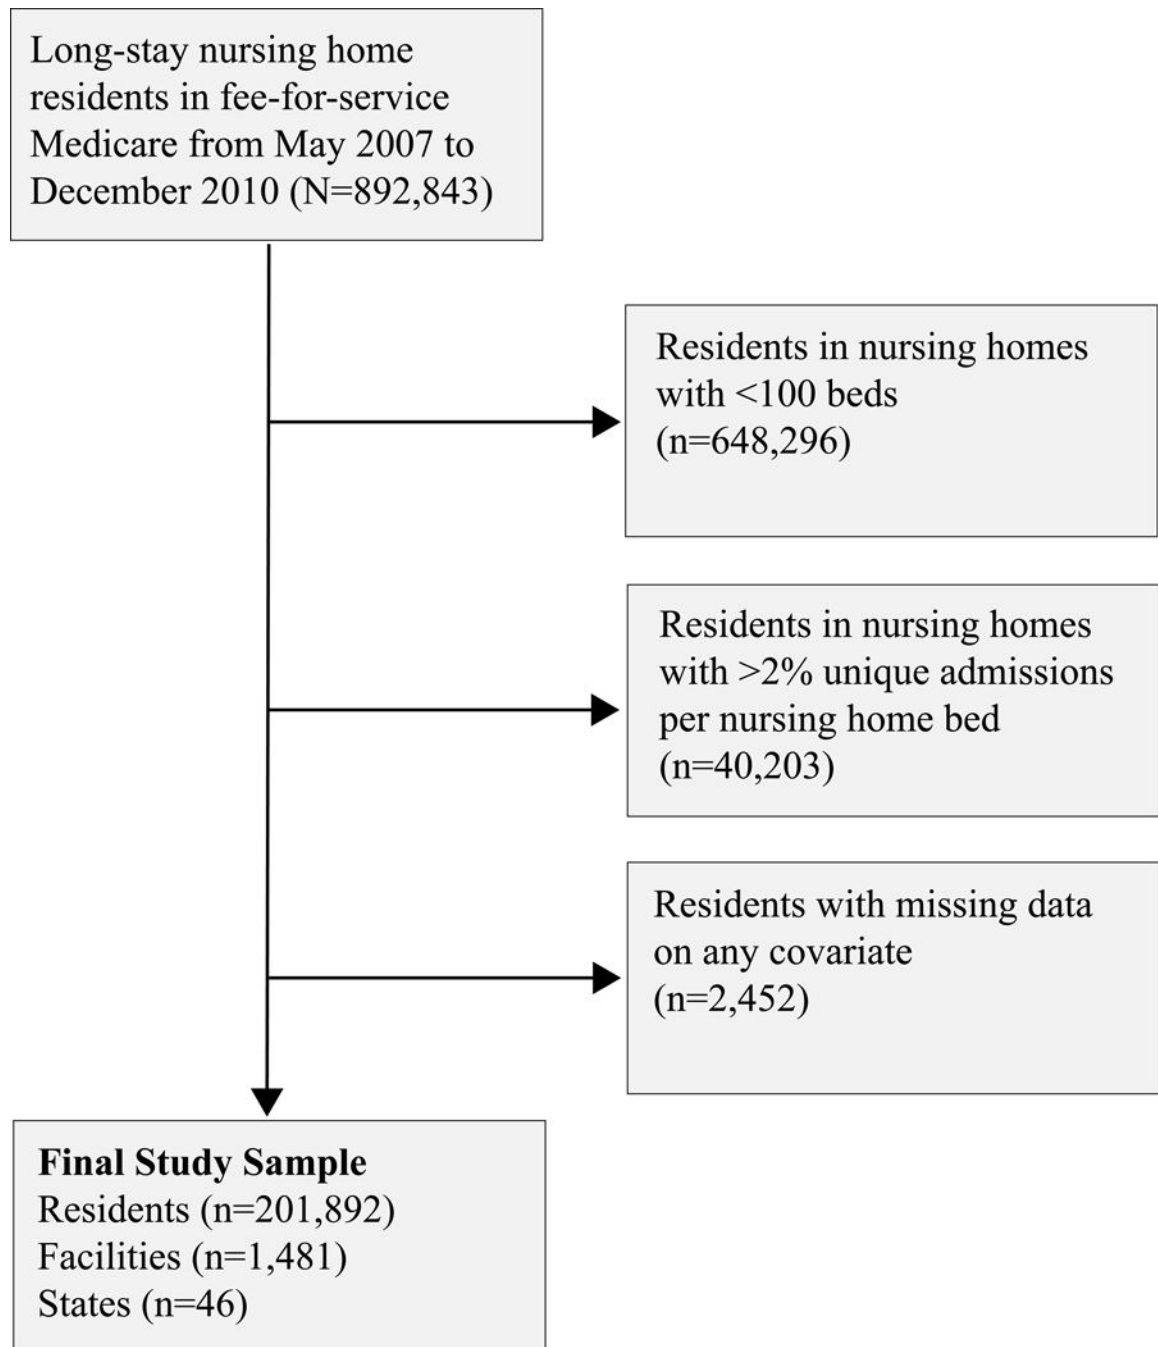 Long-stay nursing home
residents in fee-for-service
Medicare from May 2007 to
December 2010 (N=892,843)
Residents in nursing homes
with <100 beds
(n=648,296)
Residents in nursing homes
with >2% unique admissions
per nursing home bed
(n=40,203)
Residents with missing data
on any covariate
(n=2,452)
Final Study Sample
Residents (n=201,892)
Facilities (n=1,481)
States (n=46)